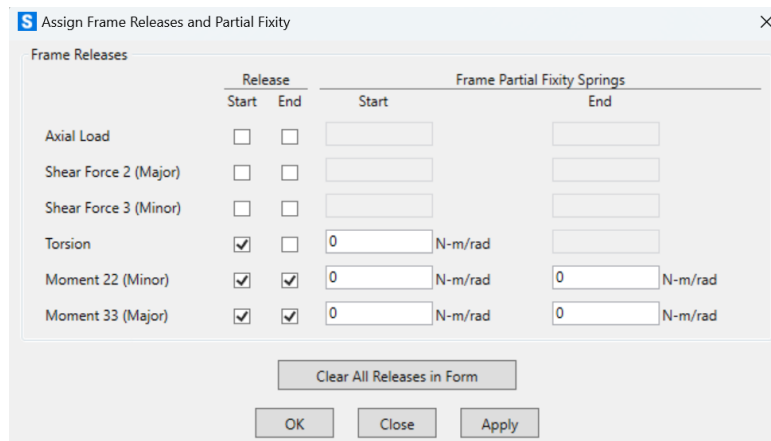 S Assign Frame Releases and Partial Fixity
Frame Releases
Release Frame Partial Fixity Springs
Start End Start End
Axial Load
Shear Force 2 (Major)
Shear Force 3 (Minor)
Torsion 0 N-m/rad
Moment 22 (Minor) 0 N-m/rad 0 N-m/rad
Moment 33 (Major) 0 N-m/rad 0 N-m/rad
Clear All Releases in Form
OK Close Apply